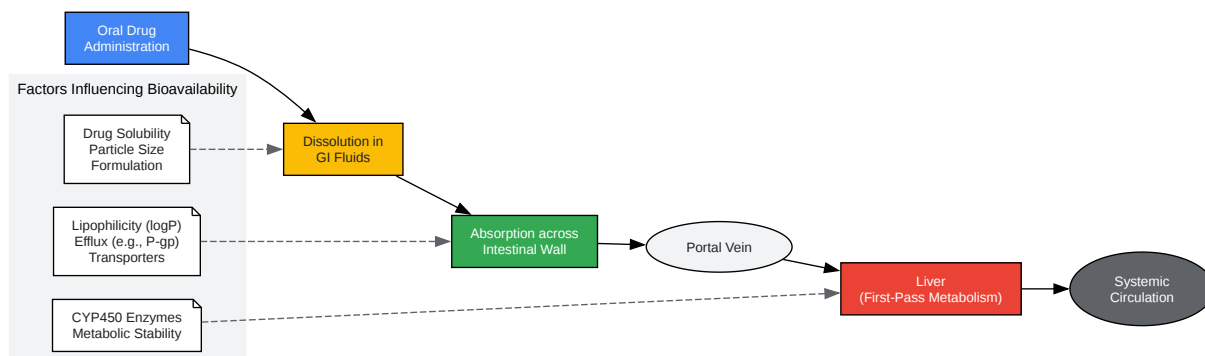 Oral Drug
Administration
Factors Influencing Bioavailability
Drug Solubility
Particle Size
Formulation
Dissolution in
GI Fluids
Lipophilicity (logP)
Efflux (e.g., P-gp)
Transporters
Absorption across
Intestinal Wall
Portal Vein
CYP450 Enzymes
Metabolic Stability
Liver
(First-Pass Metabolism)
Systemic
Circulation